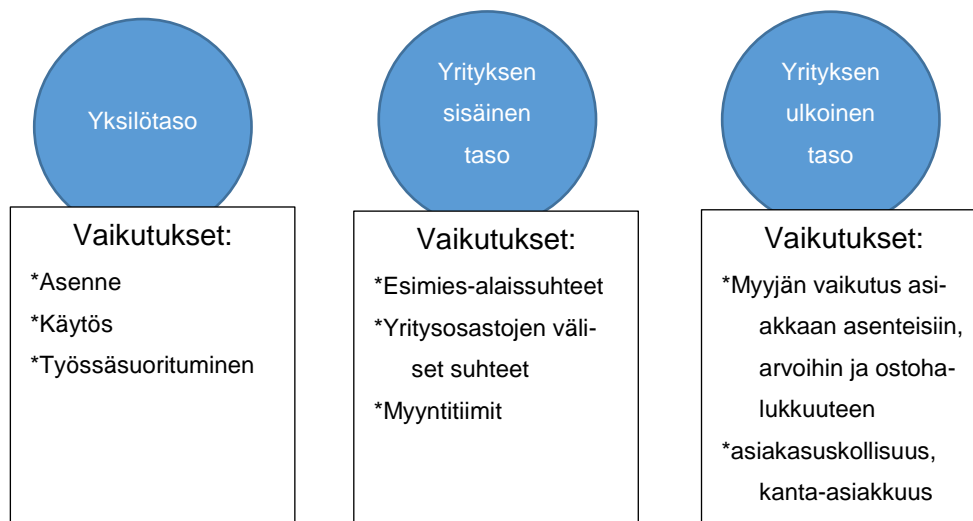 Yksilötaso
Vaikutukset:
*Asenne
*Käytös
*Työssäsuorituminen
Yrityksen
sisäinen
taso
Vaikutukset:
*Esimies-alaissuhteet
*Yritysosastojen väli-
set suhteet
*Myyntitiimit
Yrityksen
ulkoinen
taso
Vaikutukset:
*Myyjän vaikutus asi-
akkaan asenteisiin,
arvoihin ja ostoha-
lukkuuteen
*asiakasuskollisuus,
kanta-asiakkuus